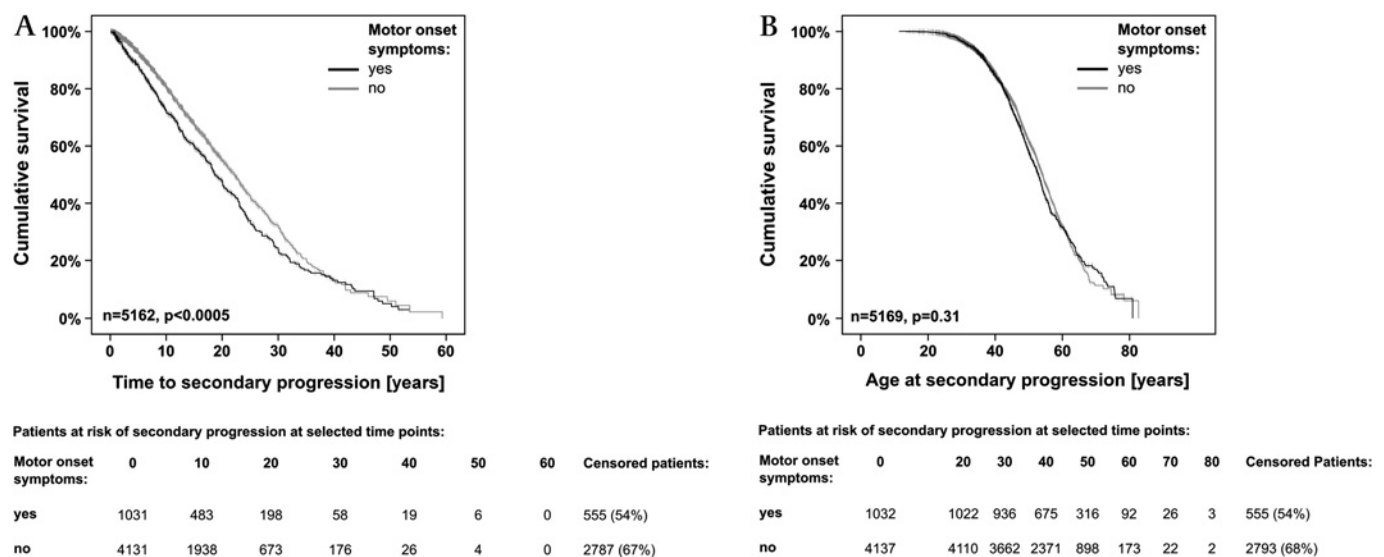 A
100%
80%
60%
40%
20%
0%
Cumulative survival
Motor onset
symptoms:
yes
no
n=5162, p<0.0005
0 10 20 30 40 50 60
Time to secondary progression [years]
Patients at risk of secondary progression at selected time points:
Motor onset 0 10 20 30 40 50 60 Censored patients:
symptoms:
yes 1031 483 198 58 19 6 0 555 (54%)
no 4131 1938 673 176 26 4 0 2787 (67%)
B
100%
80%
60%
40%
20%
0%
Cumulative survival
Motor onset
symptoms:
yes
no
n=5169, p=0.31
0 20 40 60 80
Age at secondary progression [years]
Patients at risk of secondary progression at selected time points:
Motor onset 0 20 30 40 50 60 70 80 Censored Patients:
symptoms:
yes 1032 1022 936 675 316 92 26 3 555 (54%)
no 4137 4110 3662 2371 898 173 22 2 2793 (68%)